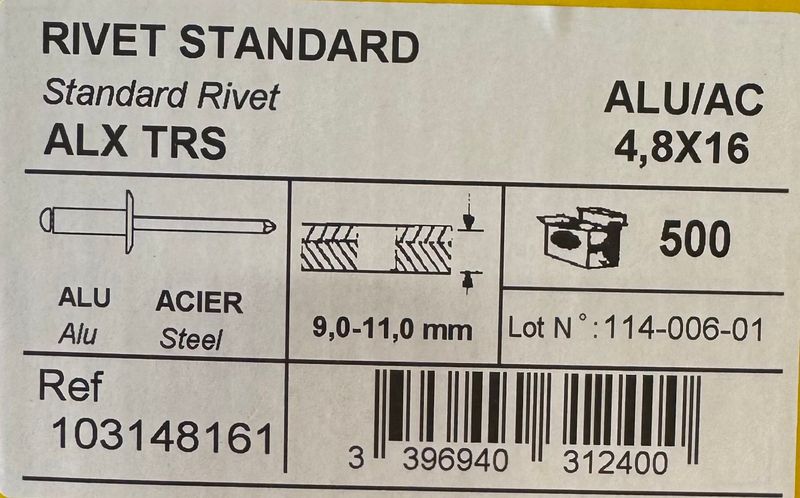 RIVET STANDARD
Standard Rivet
ALX TRS
ALU/AC
4,8X16
ALU ACIER
Alu Steel
9,0-11,0 mm
500
Lot N°:114-006-01
Ref
103148161
3 396940 312400